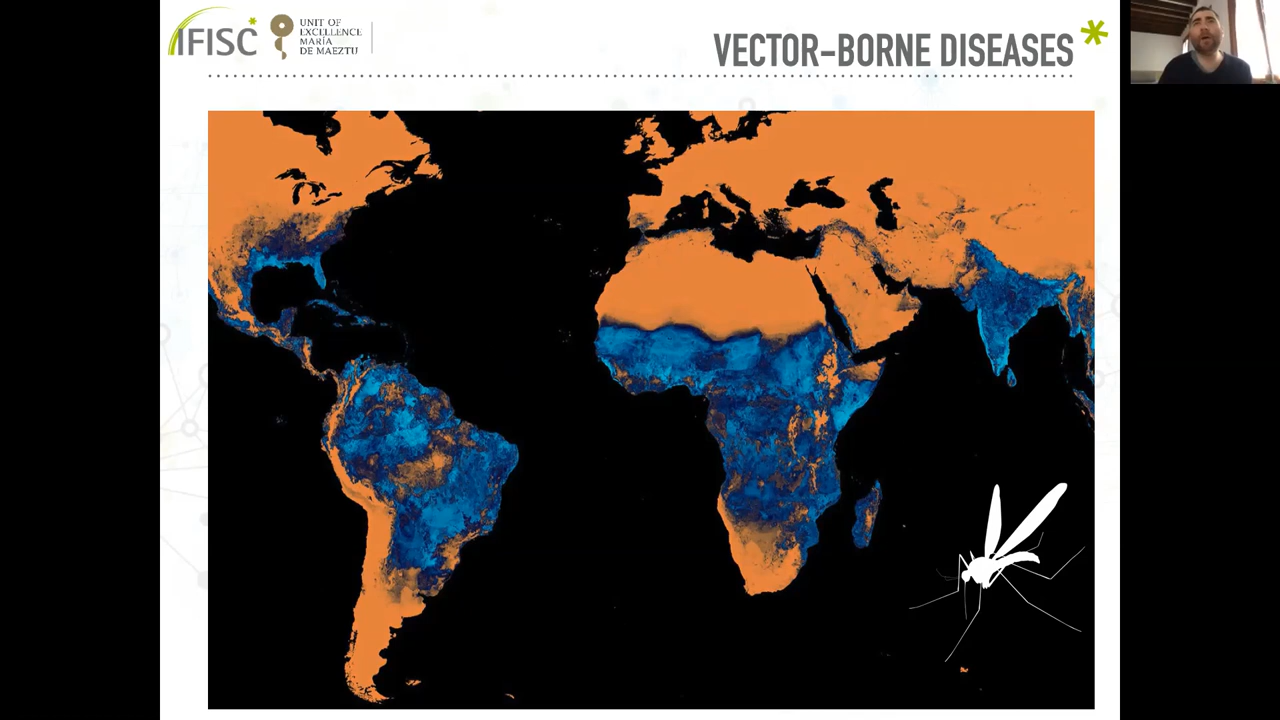 IFISC
UNIT OF
EXCELLENCE
MARÍA
DE MAEZTU
VECTOR-BORNE DISEASES